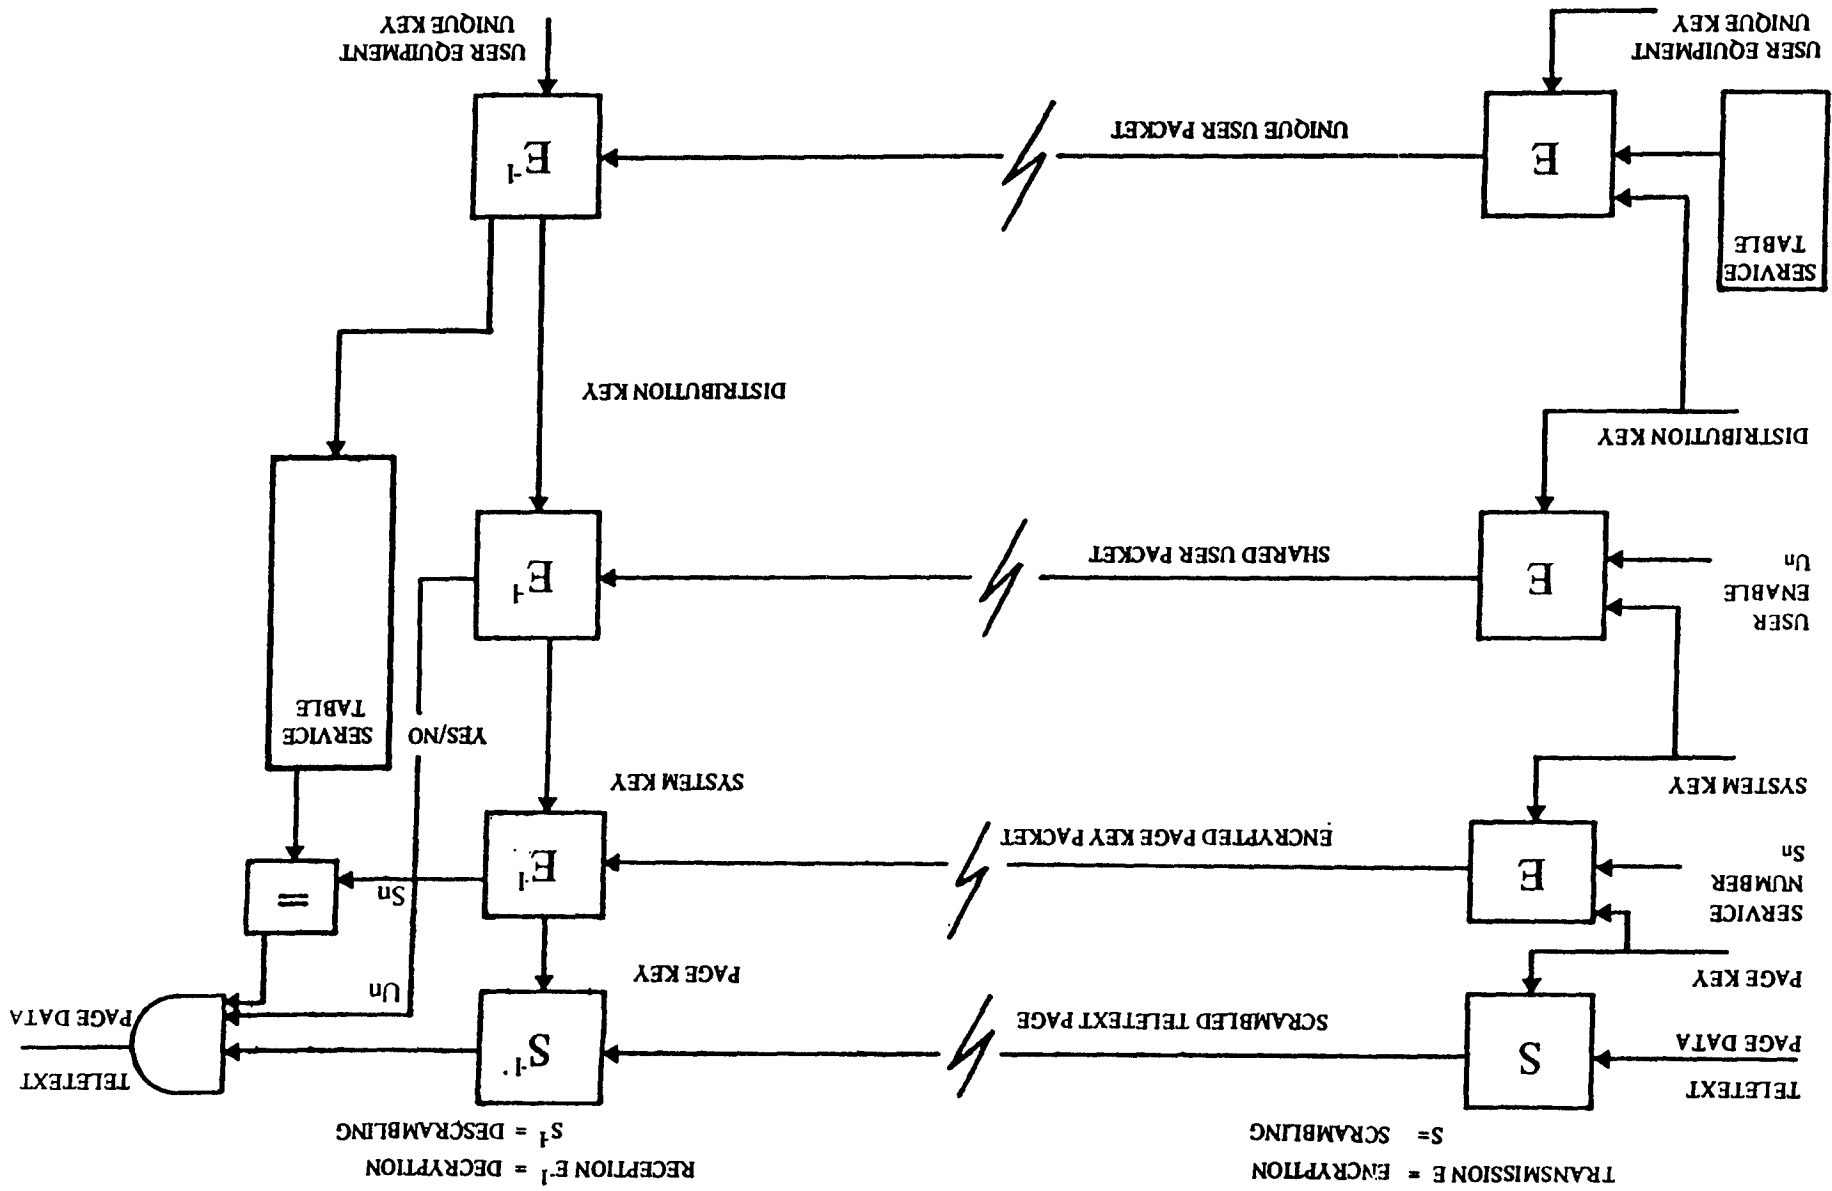 TRANSMISSION E = ENCRYPTION
S= SCRAMBLING
RECEPTION E-1 = DECRYPTION
S-1 = DESCRAMBLING
TELETEXT
PAGE DATA
S
SCRAMBLED TELETEXT PAGE
S-1
TELETEXT
PAGE DATA
PAGE KEY
PAGE KEY
Un
SERVICE
NUMBER
Sn
E
ENCRYPTED PAGE KEY PACKET
E-1
Sn
=
SYSTEM KEY
SYSTEM KEY
YES/NO
SERVICE
TABLE
USER
ENABLE
Un
E
SHARED USER PACKET
E-1
DISTRIBUTION KEY
DISTRIBUTION KEY
SERVICE
TABLE
E
UNIQUE USER PACKET
E-1
USER EQUIPMENT
UNIQUE KEY
USER EQUIPMENT
UNIQUE KEY